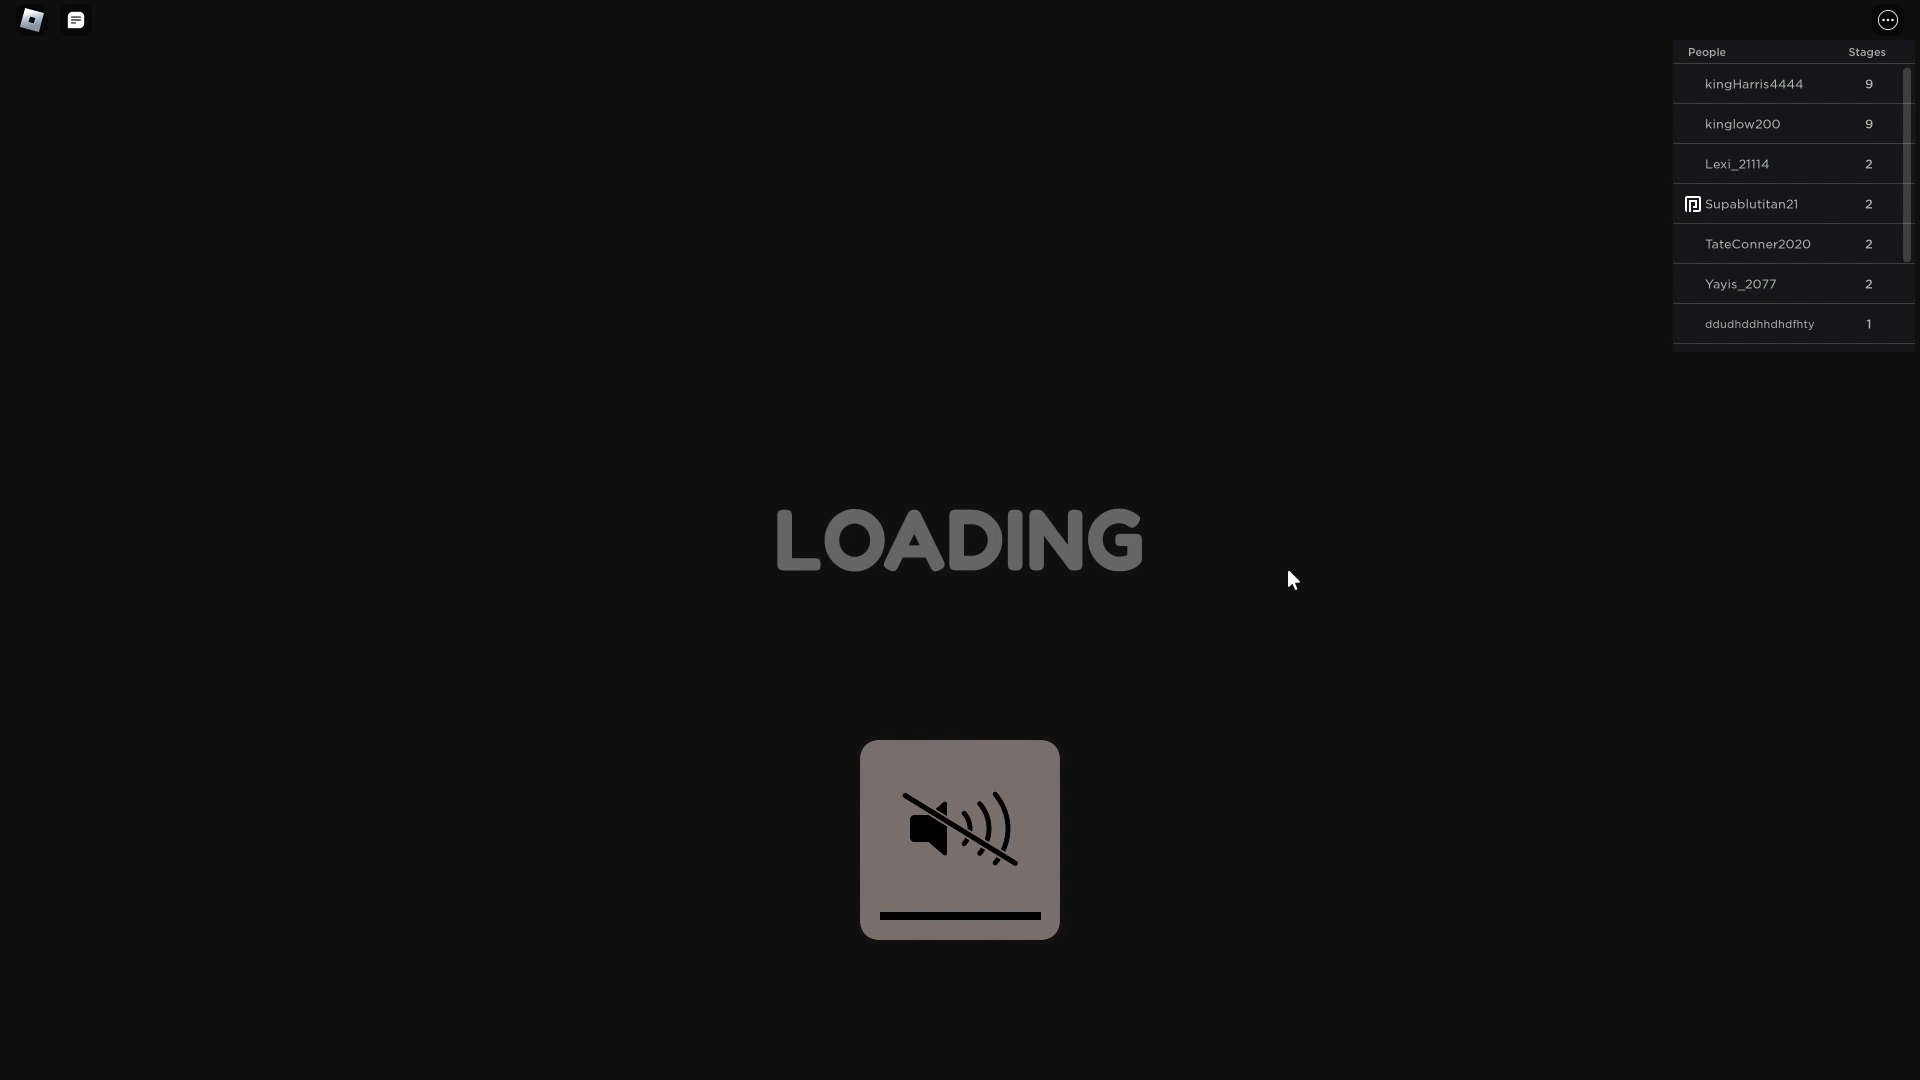 People Stages
kingHarris4444 9
kinglow200 9
Lexi_21114 2
Supablutitan21 2
TateConner2020 2
Yayis_2077 2
ddudhddhhdhdfhty 1
LOADING